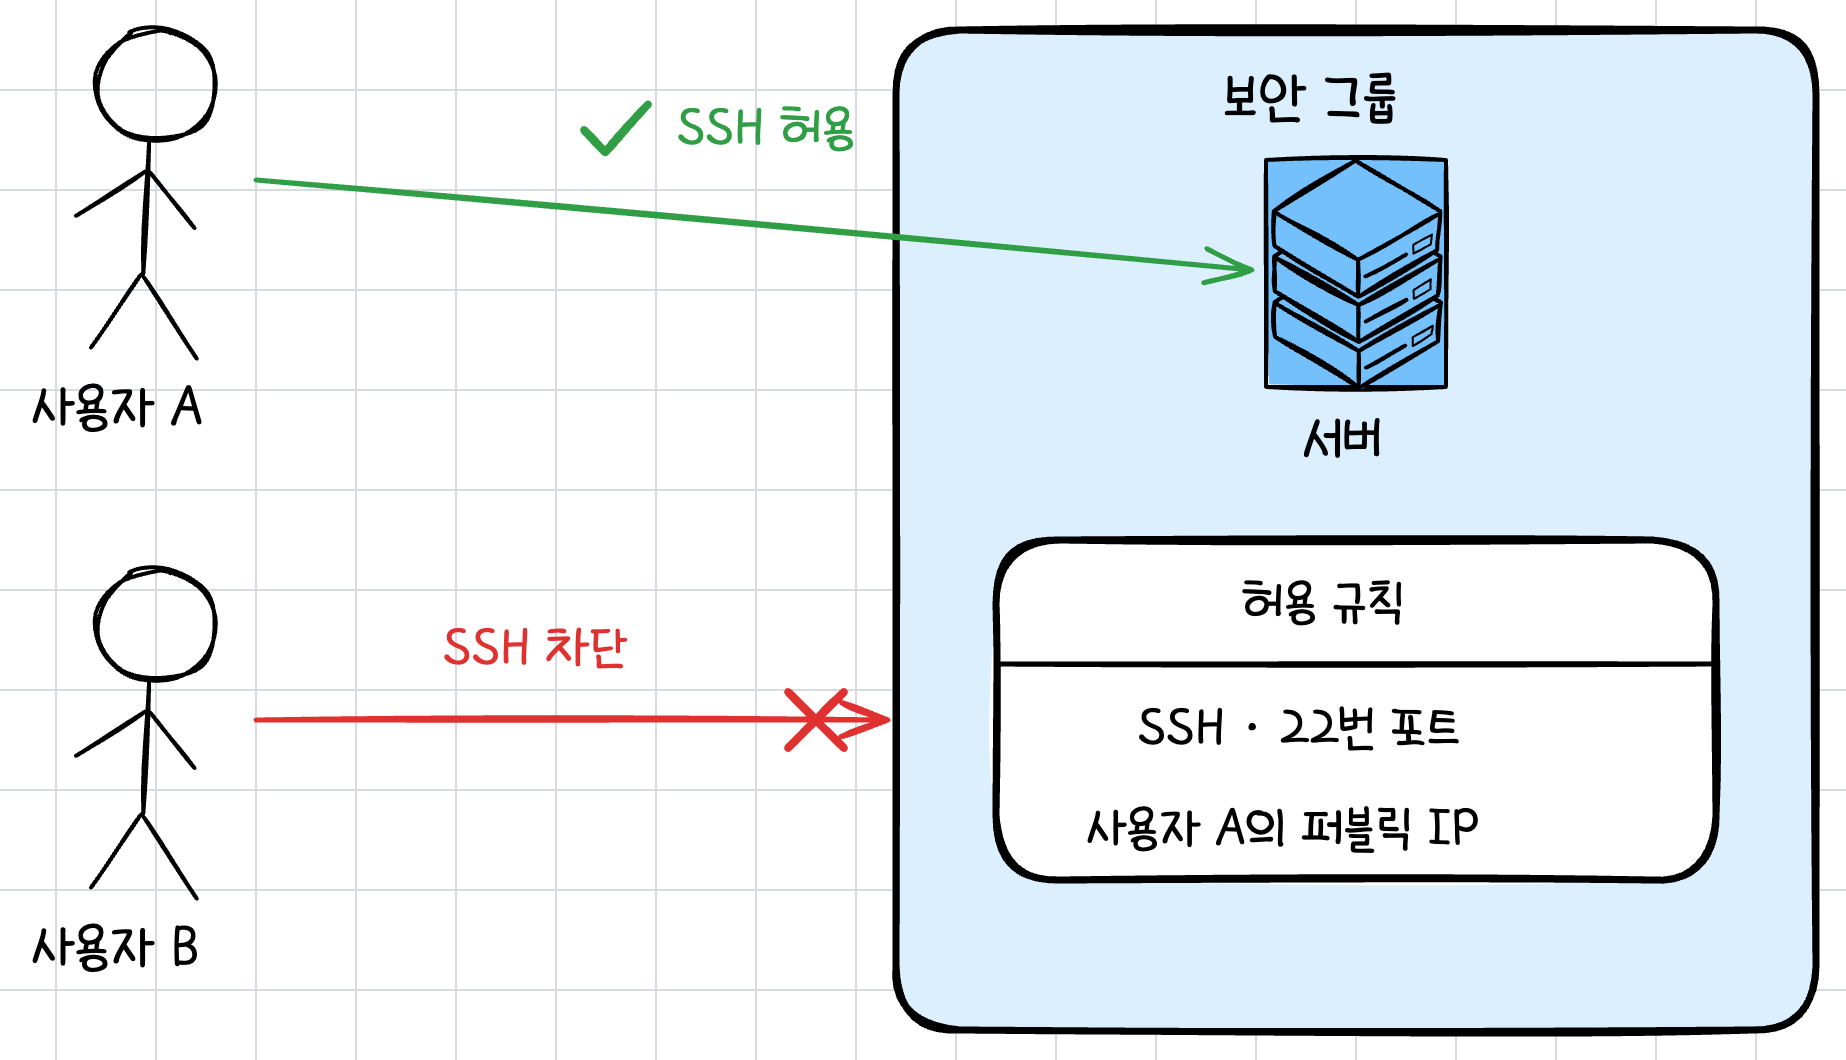 보안 그룹
SSH 허용
사용자 A
서버
허용 규칙
SSH 차단
SSH · 22번 포트
사용자 A의 퍼블릭 IP
사용자 B